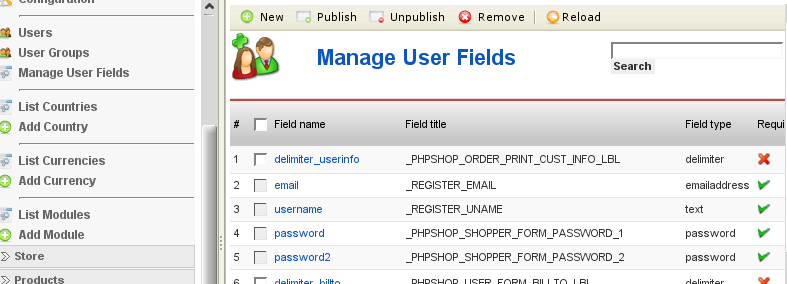 Configuration
Users
User Groups
Manage User Fields
List Countries
Add Country
List Currencies
Add Currency
List Modules
Add Module
Store
Products
New Publish Unpublish Remove Reload
Manage User Fields
Search
# Field name Field title Field type Requi
1 delimiter_userinfo _PHPSHOP_ORDER_PRINT_CUST_INFO_LBL delimiter
2 email _REGISTER_EMAIL emailaddress
3 username _REGISTER_UNAME text
4 password _PHPSHOP_SHOPPER_FORM_PASSWORD_1 password
5 password2 _PHPSHOP_SHOPPER_FORM_PASSWORD_2 password
6 delimiter_billto _PHPSHOP_USER_FORM_BILLTO_LBL delimiter